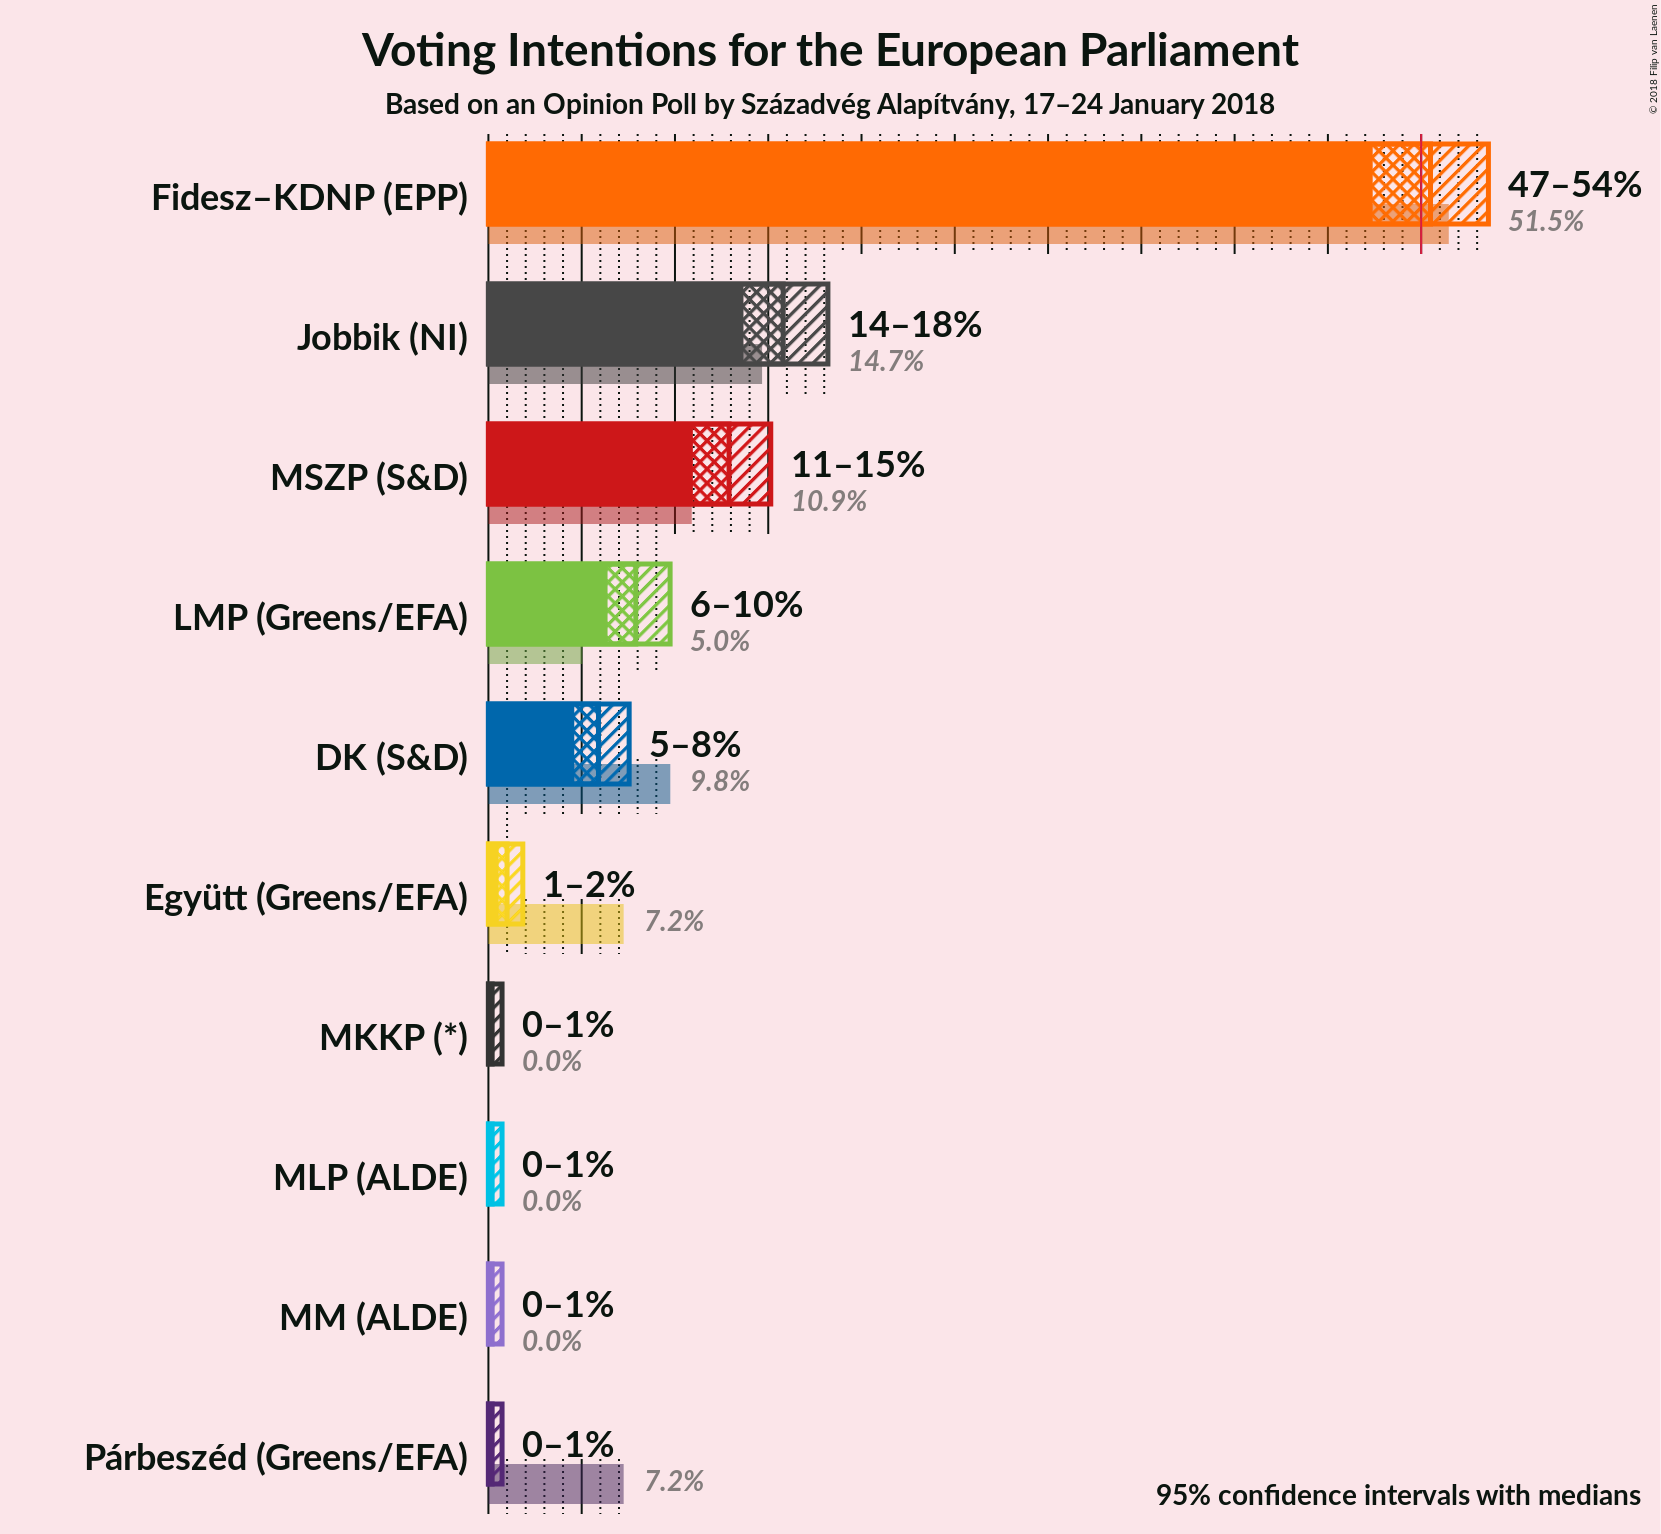 Voting Intentions for the European Parliament
Based on an Opinion Poll by Századvég Alapítvány, 17–24 January 2018
© 2018 Filip van Laenen
Fidesz–KDNP (EPP)
47–54%
51.5%
Jobbik (NI)
14–18%
14.7%
MSZP (S&D)
11–15%
10.9%
LMP (Greens/EFA)
6–10%
5.0%
DK (S&D)
5–8%
9.8%
Együtt (Greens/EFA)
1–2%
7.2%
MKKP (*)
0–1%
0.0%
MLP (ALDE)
0–1%
0.0%
MM (ALDE)
0–1%
0.0%
Párbeszéd (Greens/EFA)
0–1%
7.2%
95% confidence intervals with medians